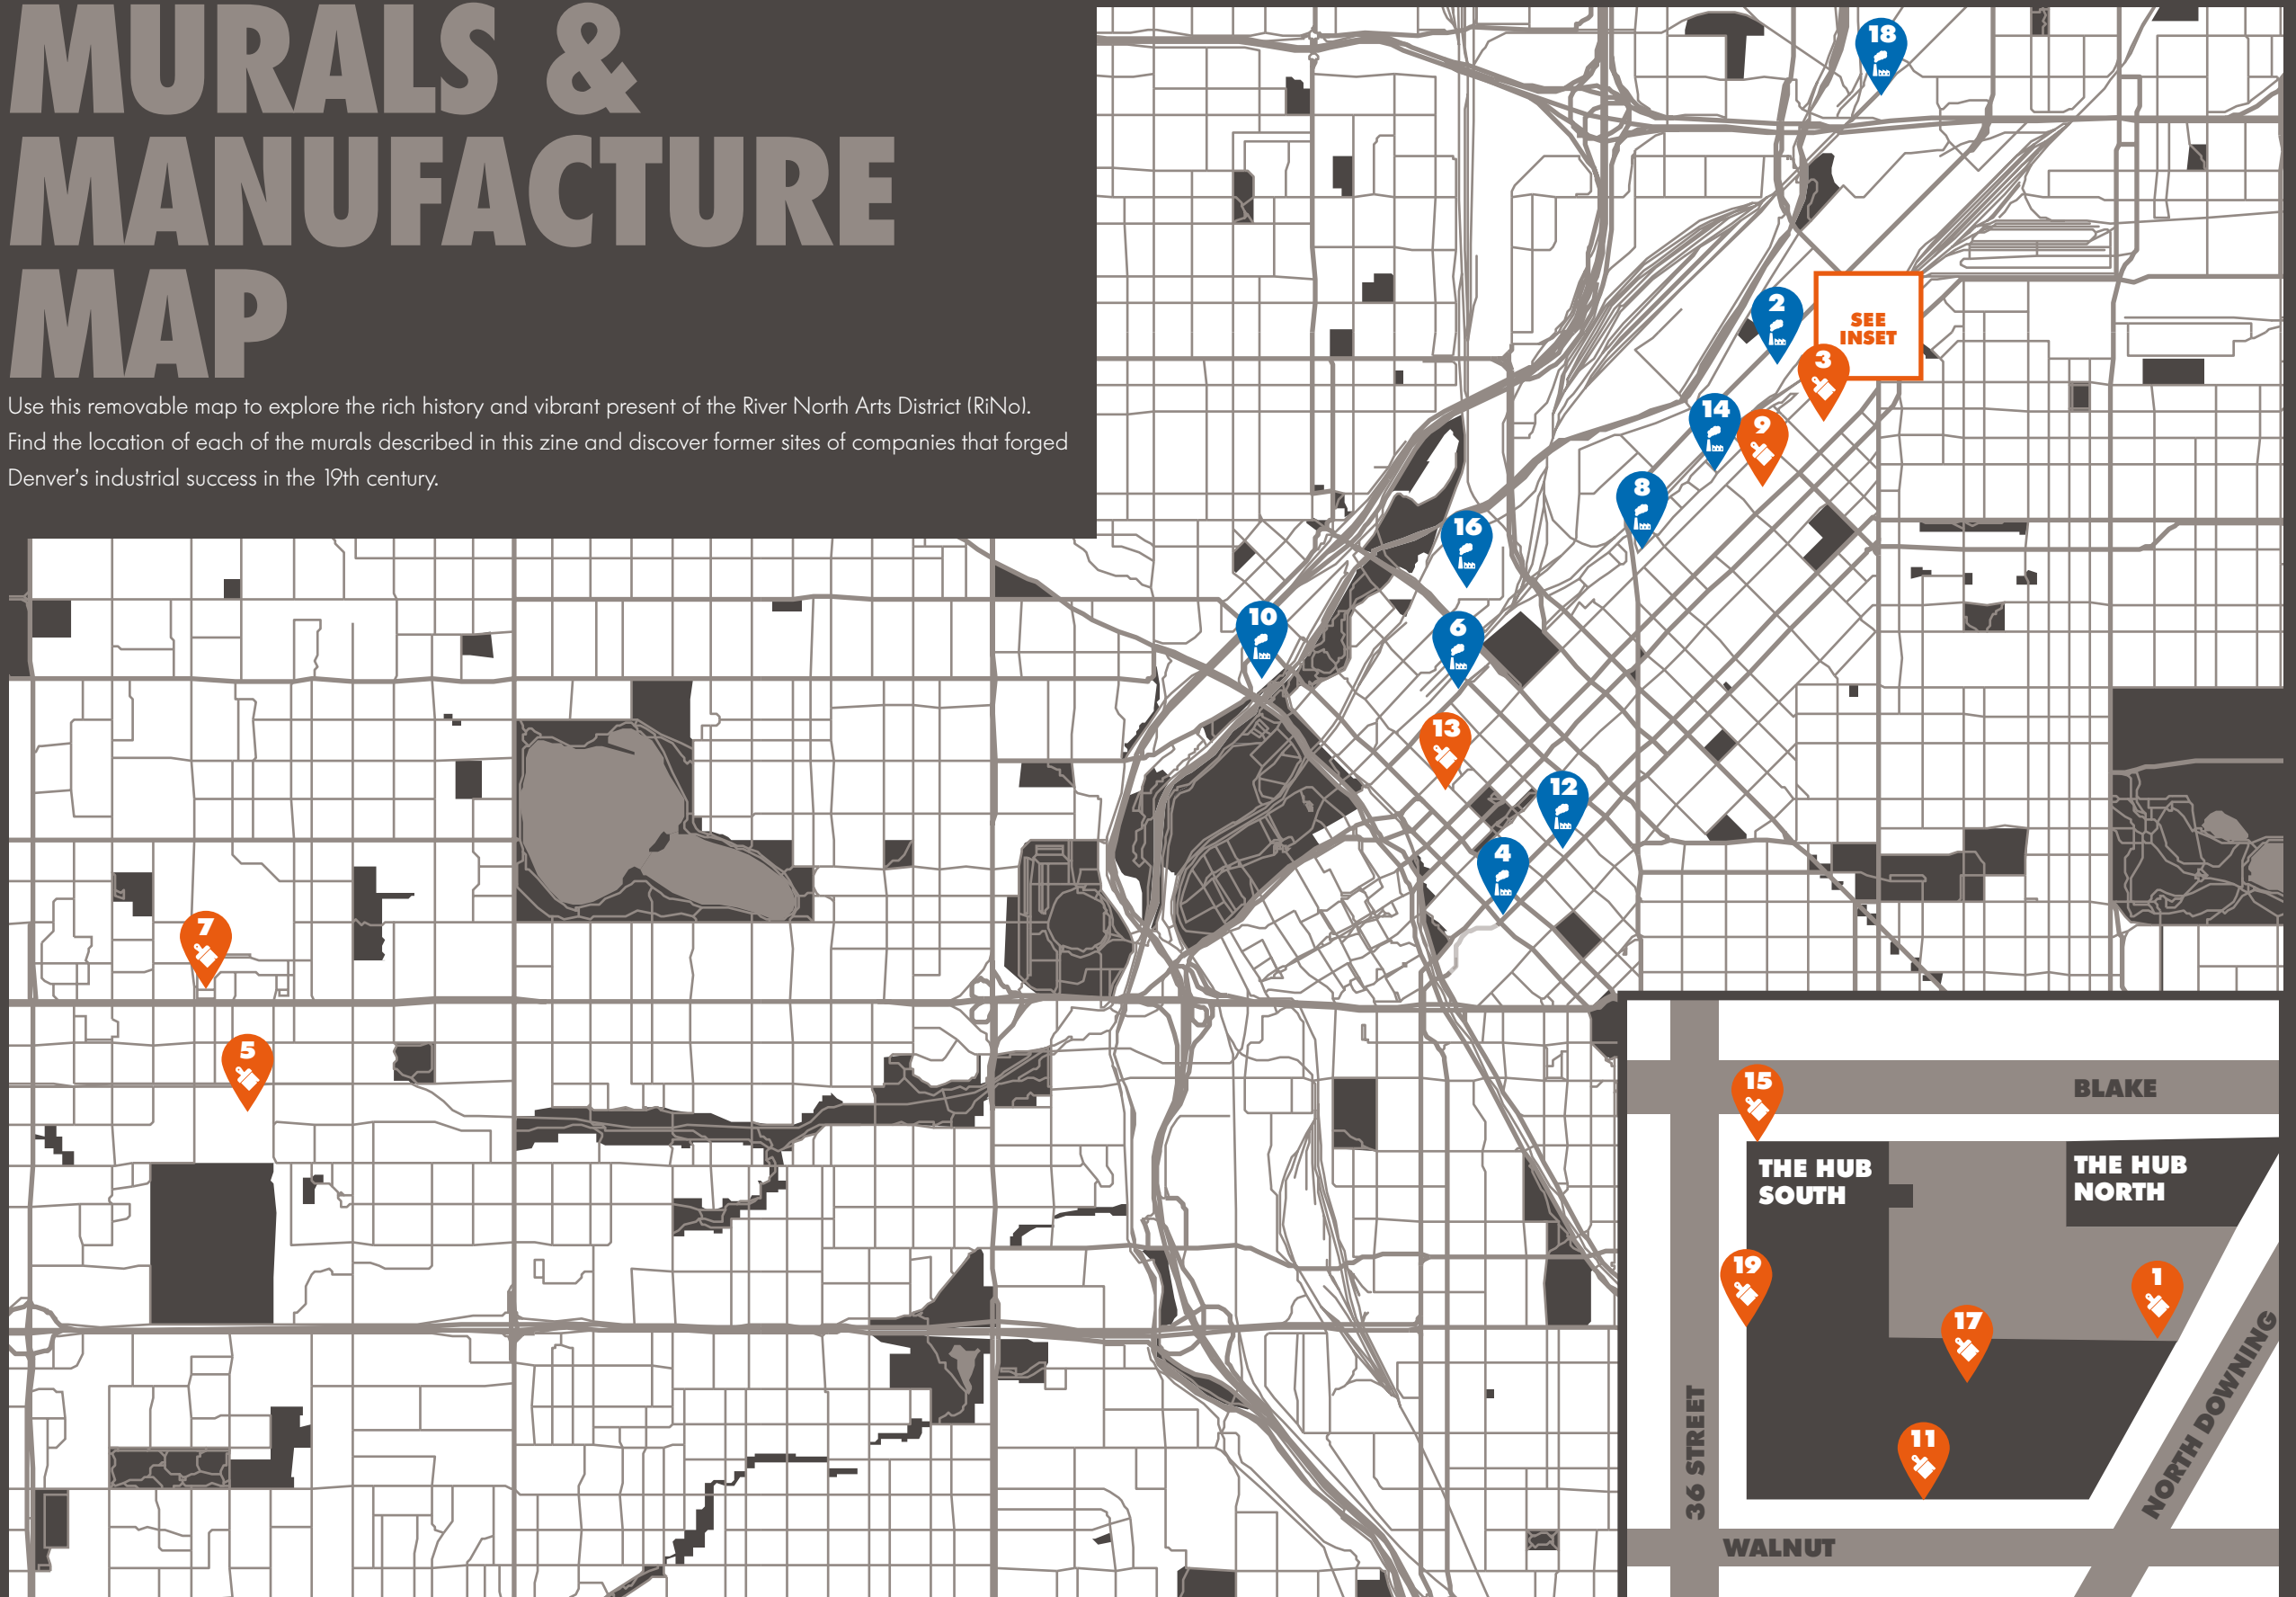 MURALS &
MANUFACTURE
MAP
Use this removable map to explore the rich history and vibrant present of the River North Arts District (RiNo).
Find the location of each of the murals described in this zine and discover former sites of companies that forged
Denver's industrial success in the 19th century.
18
2
SEE
INSET
3
14
9
8
16
10
6
13
12
4
7
5
15
BLAKE
THE HUB
SOUTH
THE HUB
NORTH
19
1
17
11
36 STREET
NORTH DOWNING
WALNUT